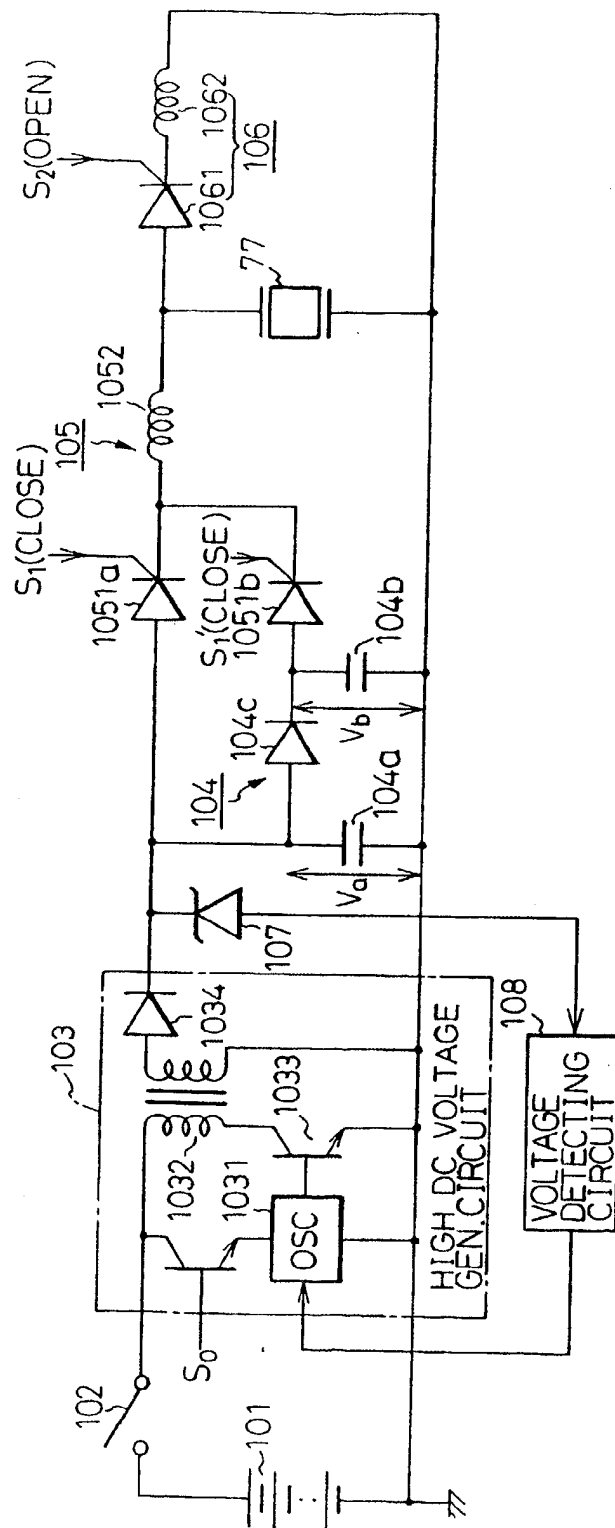 102
101
S₀
103
1032
1031
OSC
1033
1034
HIGH DC VOLTAGE
GEN. CIRCUIT
107
108
VOLTAGE
DETECTING
CIRCUIT
104
104a
Va
104c
104b
Vb
S₁(CLOSE)
1051a
S₁'(CLOSE)
1051b
105
1052
77
S₂(OPEN)
1061
1062
106